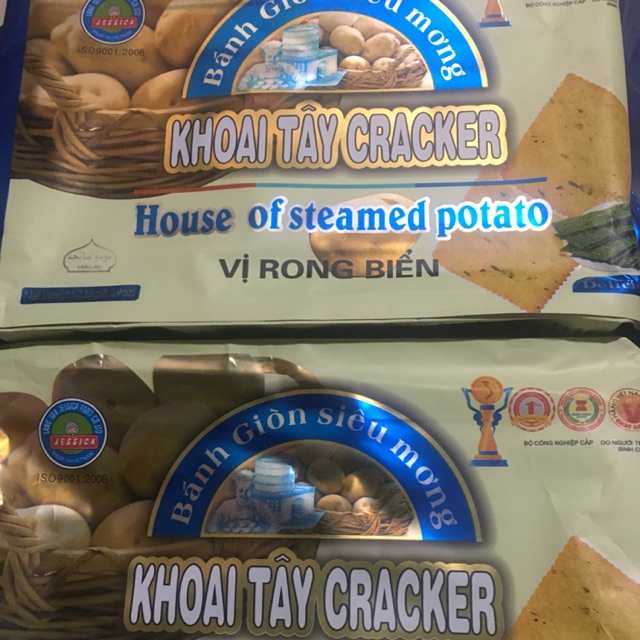 JESSICA
ISO9001:2008
Bánh Giòn siêu mỏng
BỘ CÔNG NGHIỆP CẤP
KHOAI TÂY CRACKER
House of steamed potato
VỊ RONG BIỂN
JESSICA
ISO9001:2008
Bánh Giòn siêu mỏng
BỘ CÔNG NGHIỆP CẤP
KHOAI TÂY CRACKER